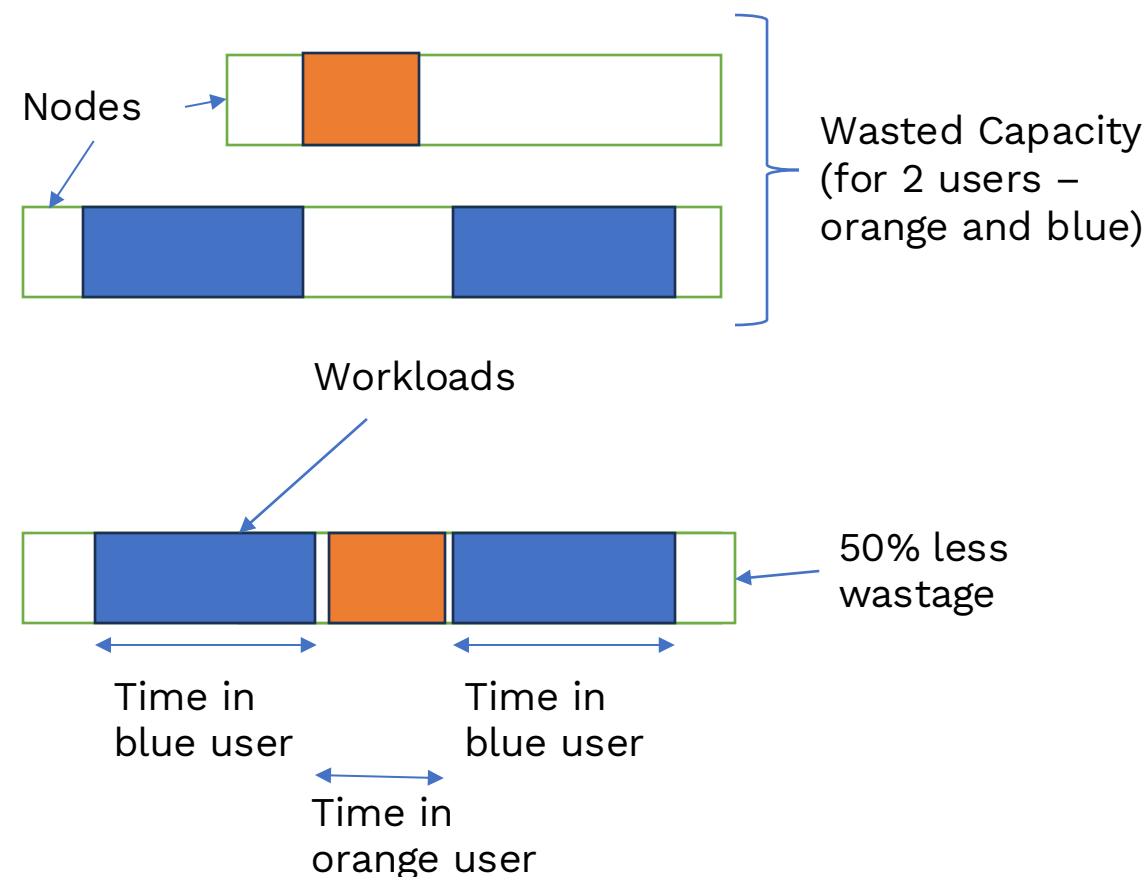 Nodes
Wasted Capacity
(for 2 users –
orange and blue)
Workloads
50% less
wastage
Time in
blue user
Time in
blue user
Time in
orange user